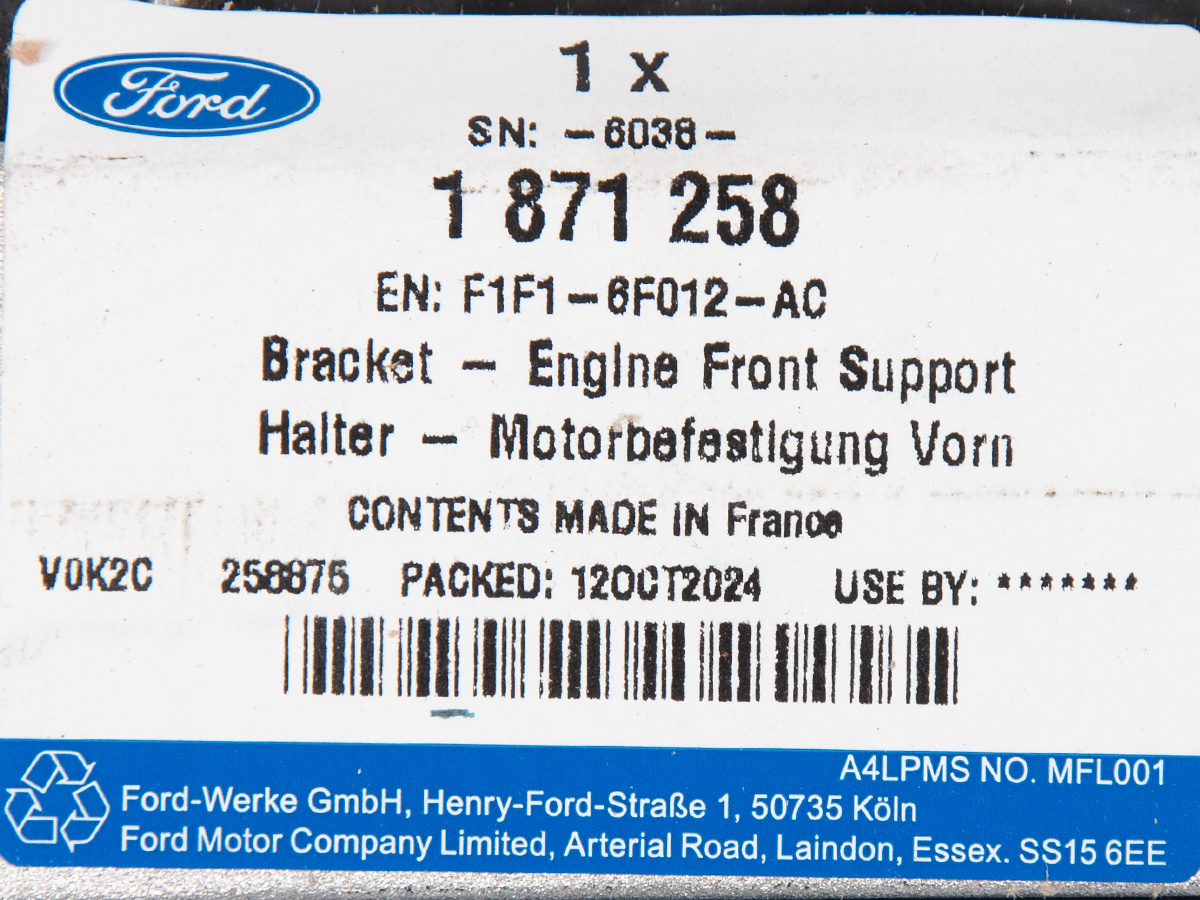 Ford
1 x
SN: -6038-
1 871 258
EN: F1F1-6F012-AC
Bracket - Engine Front Support
Halter - Motorbefestigung Vorn
CONTENTS MADE IN France
V0K2C 258876 PACKED: 12OCT2024 USE BY: *******
A4LPMS NO. MFL001
Ford-Werke GmbH, Henry-Ford-Straße 1, 50735 Köln
Ford Motor Company Limited, Arterial Road, Laindon, Essex. SS15 6EE